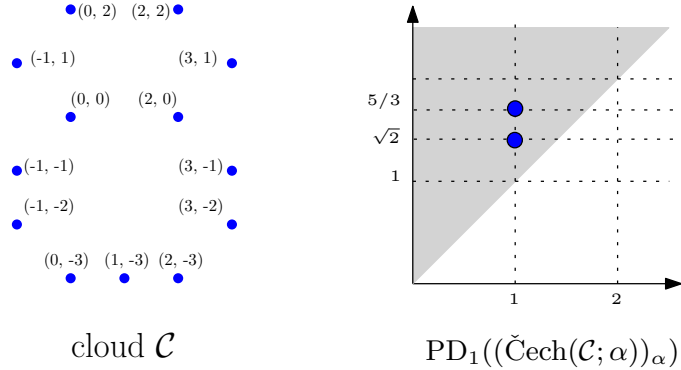 (0, 2) (2, 2)
(-1, 1) (3, 1)
(0, 0) (2, 0)
(-1, -1) (3, -1)
(-1, -2) (3, -2)
(0, -3) (1, -3) (2, -3)
cloud 𝒞
5/3
√2
1
1 2
PD₁((Čech(𝒞; α))α)